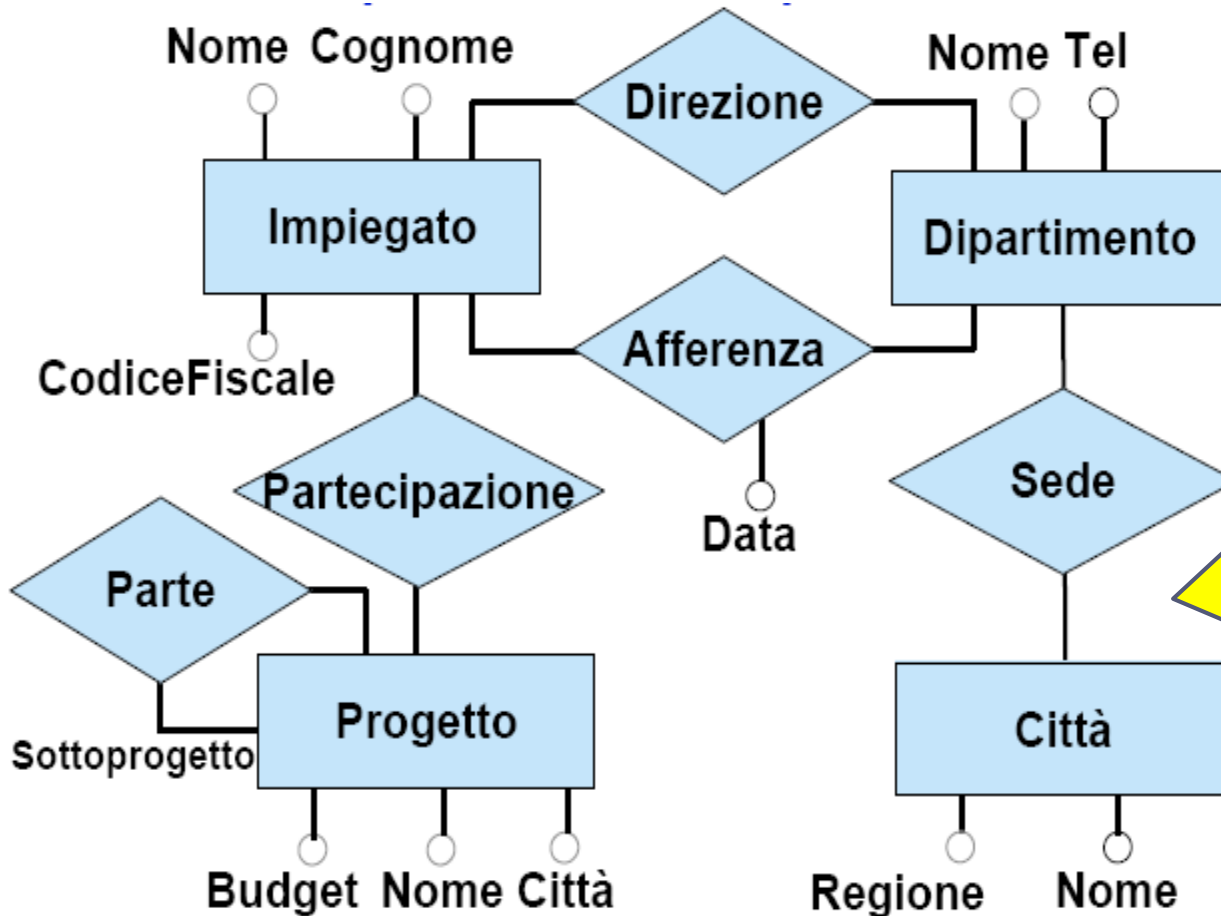 Nome Cognome
Direzione
Nome Tel
Impiegato
Dipartimento
Afferenza
CodiceFiscale
Partecipazione
Sede
Data
Parte
Progetto
Città
Sottoprogetto
Budget Nome Città
Regione Nome